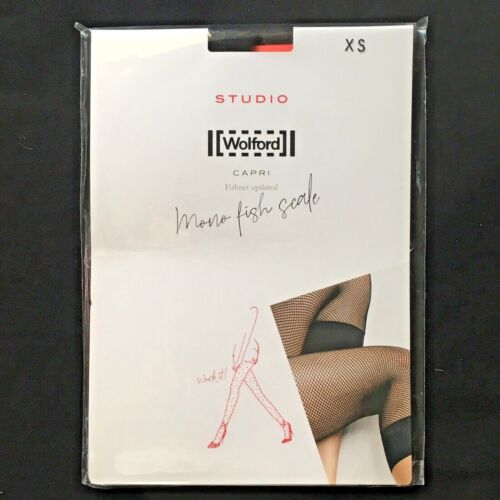 XS
STUDIO
Wolford
CAPRI
Fishnet updated
Mono fish scale
Work it!